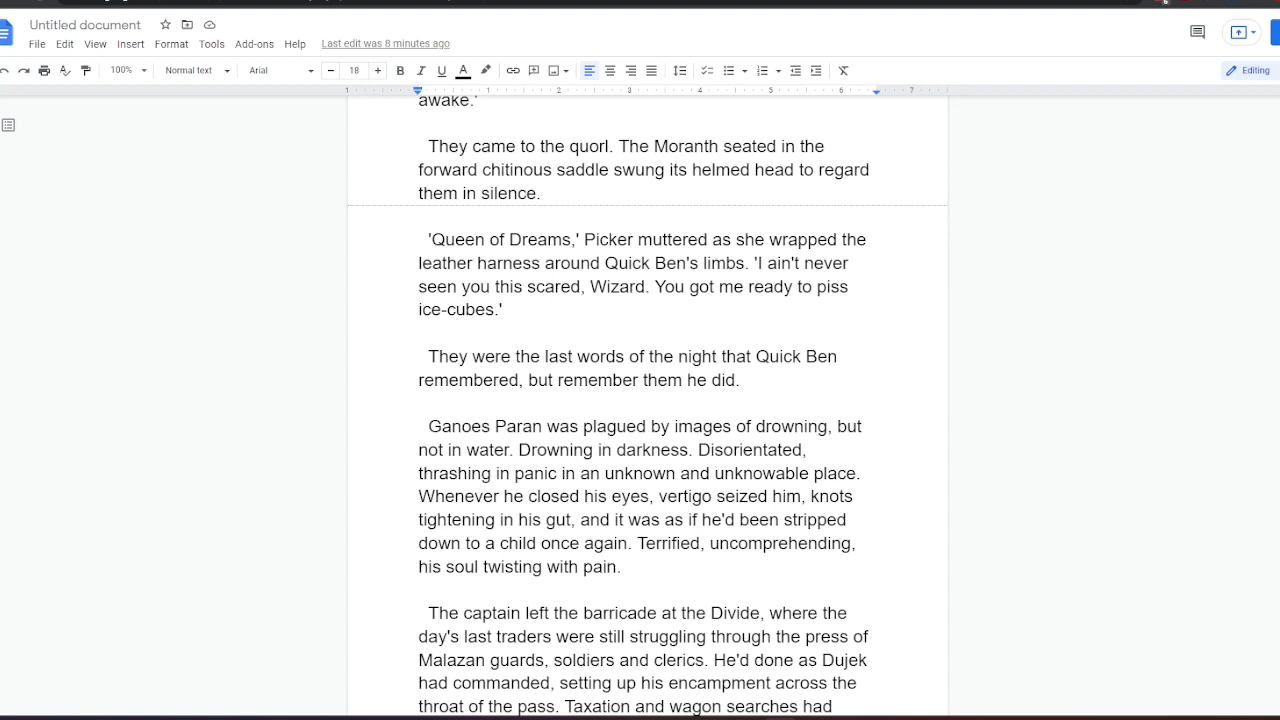 Untitled document
File Edit View Insert Format Tools Add-ons Help Last edit was 8 minutes ago
100% Normal text Arial 18 B I U A Editing
1 1 2 3 4 5 6 7
awake.'
They came to the quorl. The Moranth seated in the
forward chitinous saddle swung its helmed head to regard
them in silence.
'Queen of Dreams,' Picker muttered as she wrapped the
leather harness around Quick Ben's limbs. 'I ain't never
seen you this scared, Wizard. You got me ready to piss
ice-cubes.'
They were the last words of the night that Quick Ben
remembered, but remember them he did.
Ganoes Paran was plagued by images of drowning, but
not in water. Drowning in darkness. Disorientated,
thrashing in panic in an unknown and unknowable place.
Whenever he closed his eyes, vertigo seized him, knots
tightening in his gut, and it was as if he'd been stripped
down to a child once again. Terrified, uncomprehending,
his soul twisting with pain.
The captain left the barricade at the Divide, where the
day's last traders were still struggling through the press of
Malazan guards, soldiers and clerics. He'd done as Dujek
had commanded, setting up his encampment across the
throat of the pass. Taxation and wagon searches had